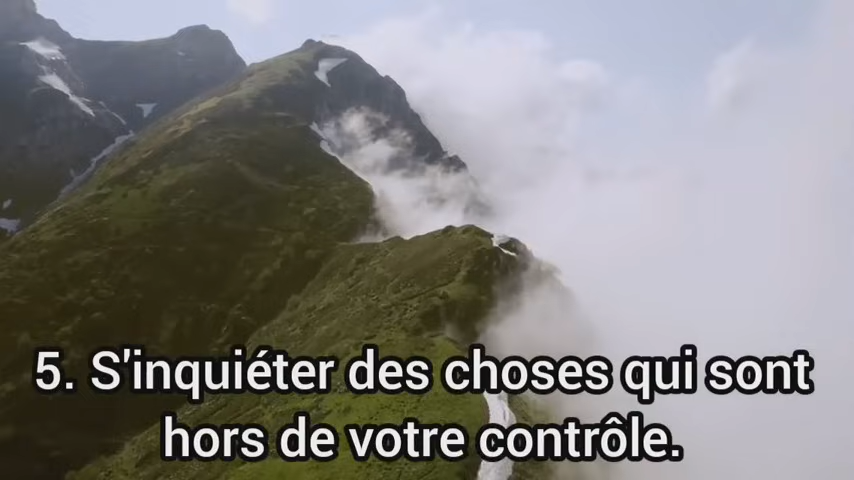 5. S'inquiéter des choses qui sont
hors de votre contrôle.